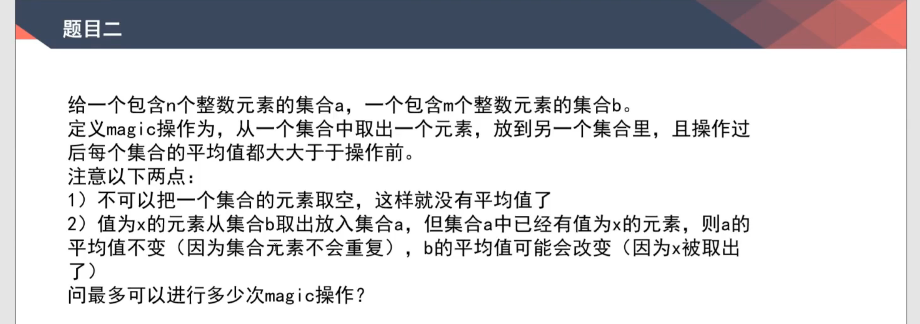 题目二
给一个包含n个整数元素的集合a，一个包含m个整数元素的集合b。
定义magic操作为，从一个集合中取出一个元素，放到另一个集合里，且操作过
后每个集合的平均值都大大于于操作前。
注意以下两点：
1）不可以把一个集合的元素取空，这样就没有平均值了
2）值为x的元素从集合b取出放入集合a，但集合a中已经有值为x的元素，则a的
平均值不变（因为集合元素不会重复），b的平均值可能会改变（因为x被取出
了）
问最多可以进行多少次magic操作？